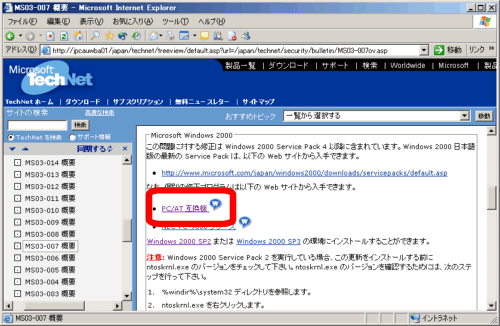 MS03-007 概要 - Microsoft Internet Explorer
ファイル(F) 編集(E) 表示(V) お気に入り(A) ツール(T) ヘルプ(H)
アドレス(D) http://jpcauwba01/japan/technet/treeview/default.asp?url=/japan/technet/security/bulletin/MS03-007ov.asp 移動 リンク »
Microsoft TechNet
製品一覧 | ダウンロード | サポート | 検索 | Worldwide | Microsoft
TechNet ホーム | ダウンロード | サブスクリプション | 無料ニュースレター | サイトマップ
サイトの検索 高度な検索
おすすめトピック 一覧から選択する
検索
TechNet を検索 サポート情報
同期する
MS03-014 概要
MS03-013 概要
MS03-012 概要
MS03-011 概要
MS03-010 概要
MS03-009 概要
MS03-008 概要
MS03-007 概要
MS03-006 概要
MS03-005 概要
MS03-004 概要
MS03-003 概要
Microsoft Windows 2000
この問題に対する修正は Windows 2000 Service Pack 4 以降に含まれています。Windows 2000 日本語
版の最新の Service Pack は、以下の Web サイトから入手できます。
• http://www.microsoft.com/japan/windows2000/downloads/servicepacks/default.asp
なお、個別の修正プログラムは以下の Web サイトから入手できます。
• PC/AT 互換機
Windows 2000 SP2 または Windows 2000 SP3 の環境にインストールすることができます。
注意: Windows 2000 Service Pack 2 を実行している場合、この更新をインストールする前に
ntoskrnl.exe のバージョンをチェックして下さい。ntoskrnl.exe のバージョンを確認するためには、次のステ
ップを行って下さい。
1. %windir%\system32 ディレクトリを参照します。
2. ntoskrnl.exe を右クリックします。
イントラネット